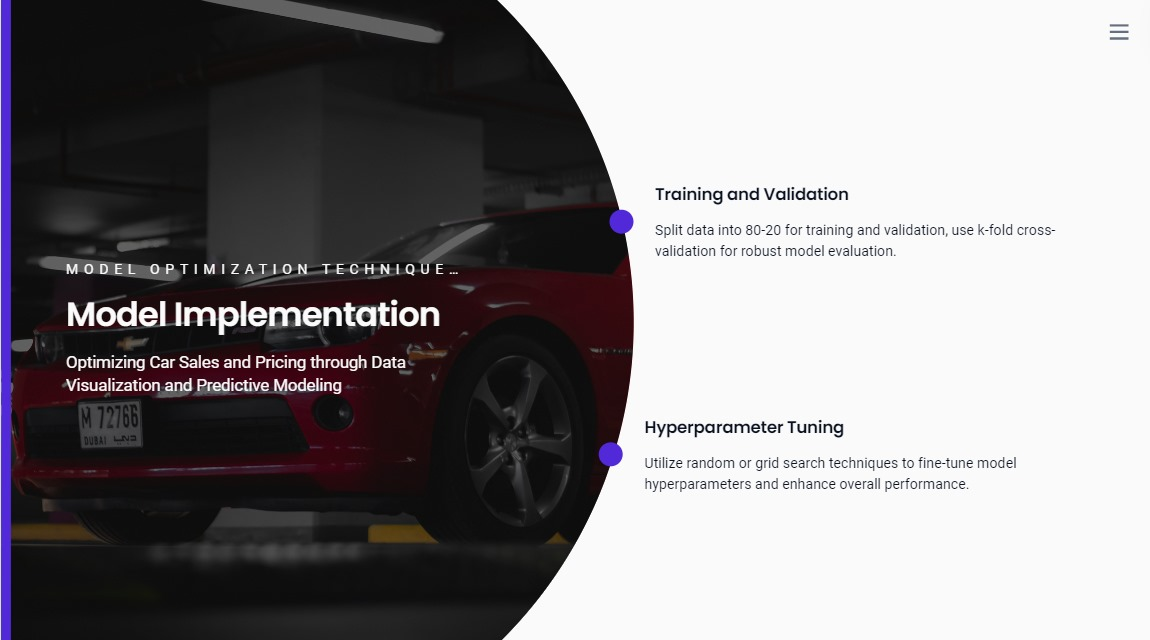 MODEL OPTIMIZATION TECHNIQUE…
Model Implementation
Optimizing Car Sales and Pricing through Data
Visualization and Predictive Modeling
M 72766
DUBAI دبي
Training and Validation
Split data into 80-20 for training and validation, use k-fold cross-
validation for robust model evaluation.
Hyperparameter Tuning
Utilize random or grid search techniques to fine-tune model
hyperparameters and enhance overall performance.